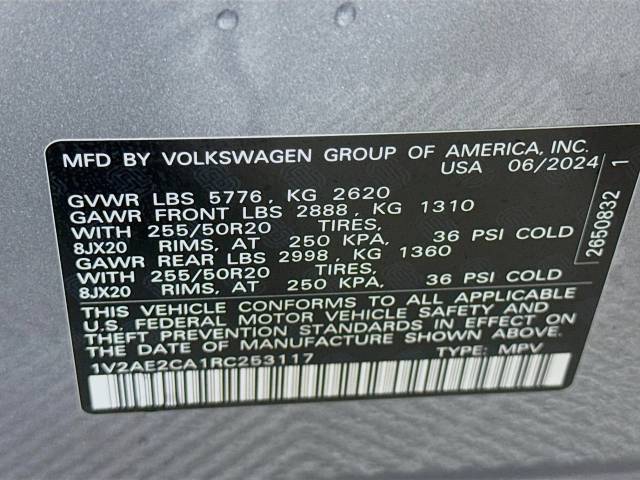 MFD BY VOLKSWAGEN GROUP OF AMERICA, INC.
USA 06/2024
GVWR LBS 5776, KG 2620
GAWR FRONT LBS 2888, KG 1310
WITH 255/50R20 TIRES,
8JX20 RIMS, AT 250 KPA, 36 PSI COLD
GAWR REAR LBS 2998, KG 1360
WITH 255/50R20 TIRES,
8JX20 RIMS, AT 250 KPA, 36 PSI COLD
THIS VEHICLE CONFORMS TO ALL APPLICABLE
U.S. FEDERAL MOTOR VEHICLE SAFETY AND
THEFT PREVENTION STANDARDS IN EFFECT ON
THE DATE OF MANUFACTURE SHOWN ABOVE.
1V2AE2CA1RC253117 TYPE: MPV
2650832 1